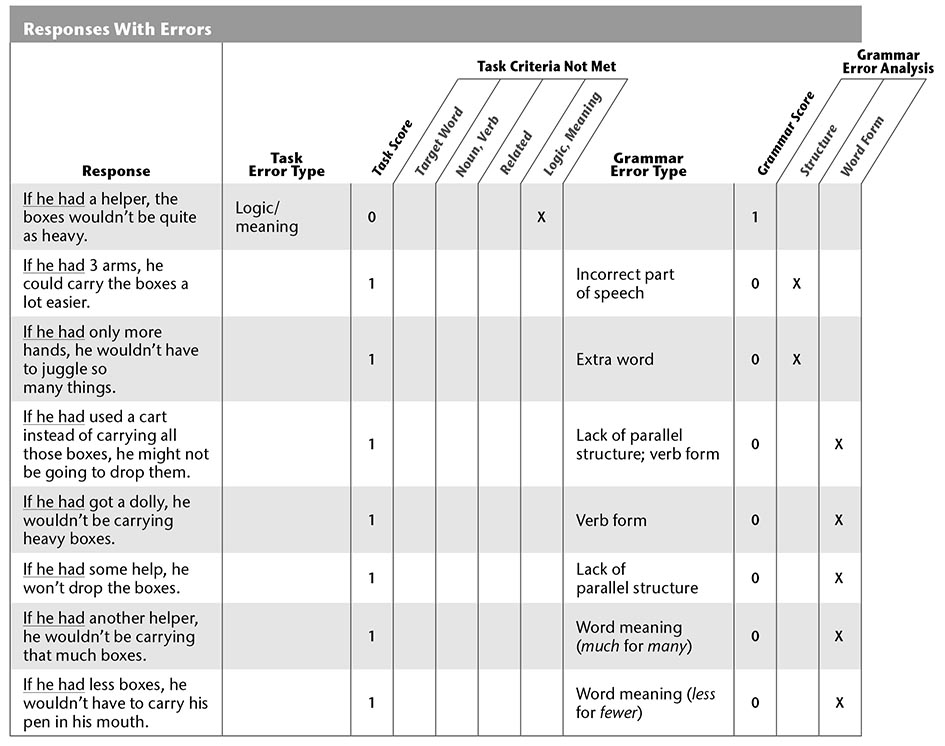 Responses With Errors
Task Criteria Not Met
Grammar
Error Analysis
Response
Task
Error Type
Task Score
Target Word
Noun, Verb
Related
Logic, Meaning
Grammar
Error Type
Grammar Score
Structure
Word Form
If he had a helper, the
boxes wouldn't be quite
as heavy.
Logic/
meaning
0
X
1
If he had 3 arms, he
could carry the boxes a
lot easier.
1
Incorrect part
of speech
0
X
If he had only more
hands, he wouldn't have
to juggle so
many things.
1
Extra word
0
X
If he had used a cart
instead of carrying all
those boxes, he might not
be going to drop them.
1
Lack of parallel
structure; verb form
0
X
If he had got a dolly, he
wouldn't be carrying
heavy boxes.
1
Verb form
0
X
If he had some help, he
won't drop the boxes.
1
Lack of
parallel structure
0
X
If he had another helper,
he wouldn't be carrying
that much boxes.
1
Word meaning
(much for many)
0
X
If he had less boxes, he
wouldn't have to carry his
pen in his mouth.
1
Word meaning (less
for fewer)
0
X